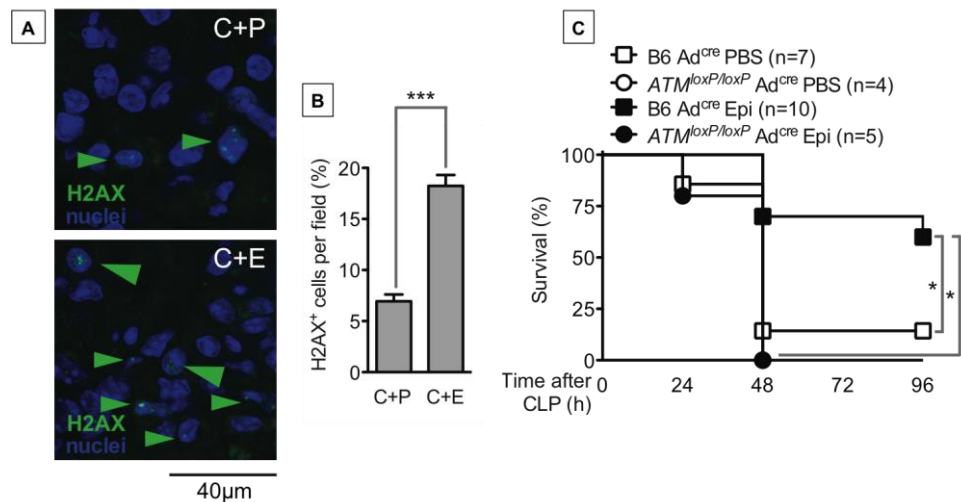 A
C+P
H2AX
nuclei
C+E
H2AX
nuclei
40μm
B
***
H2AX⁺ cells per field (%)
20
15
10
5
0
C+P C+E
C
B6 Adᶜʳᵉ PBS (n=7)
ATMˡᵒˣᴾ/ˡᵒˣᴾ Adᶜʳᵉ PBS (n=4)
B6 Adᶜʳᵉ Epi (n=10)
ATMˡᵒˣᴾ/ˡᵒˣᴾ Adᶜʳᵉ Epi (n=5)
Survival (%)
100
75
50
25
0
* *
Time after CLP (h)
0 24 48 72 96